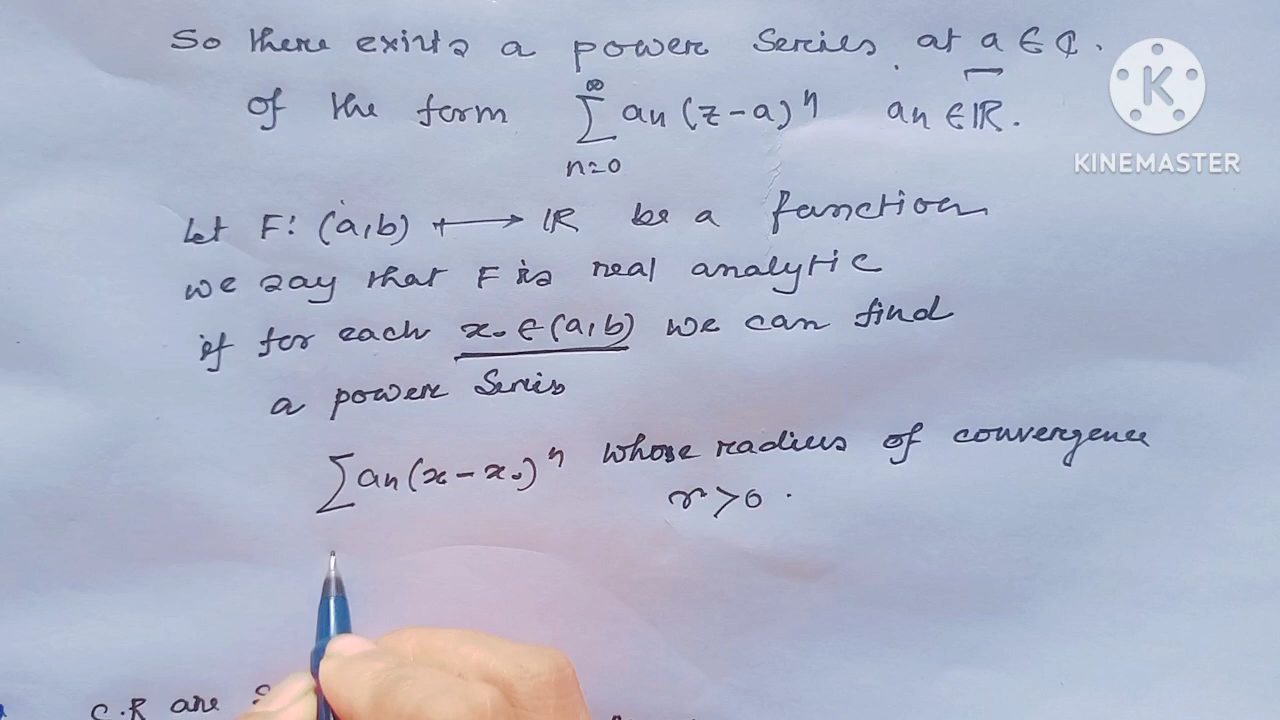 So there exists a power Series at a ∈ ℂ.
of the form ∞∑n=0 an (z-a)^n an ∈ ℝ.
Let F: (a,b) ⟼ ℝ be a function
we say that F is real analytic
if for each x₀ ∈ (a,b) we can find
a power Series
∑ an (x - x₀)^n whose radius of convergence
r > 0.
C.R are
K
KINEMASTER